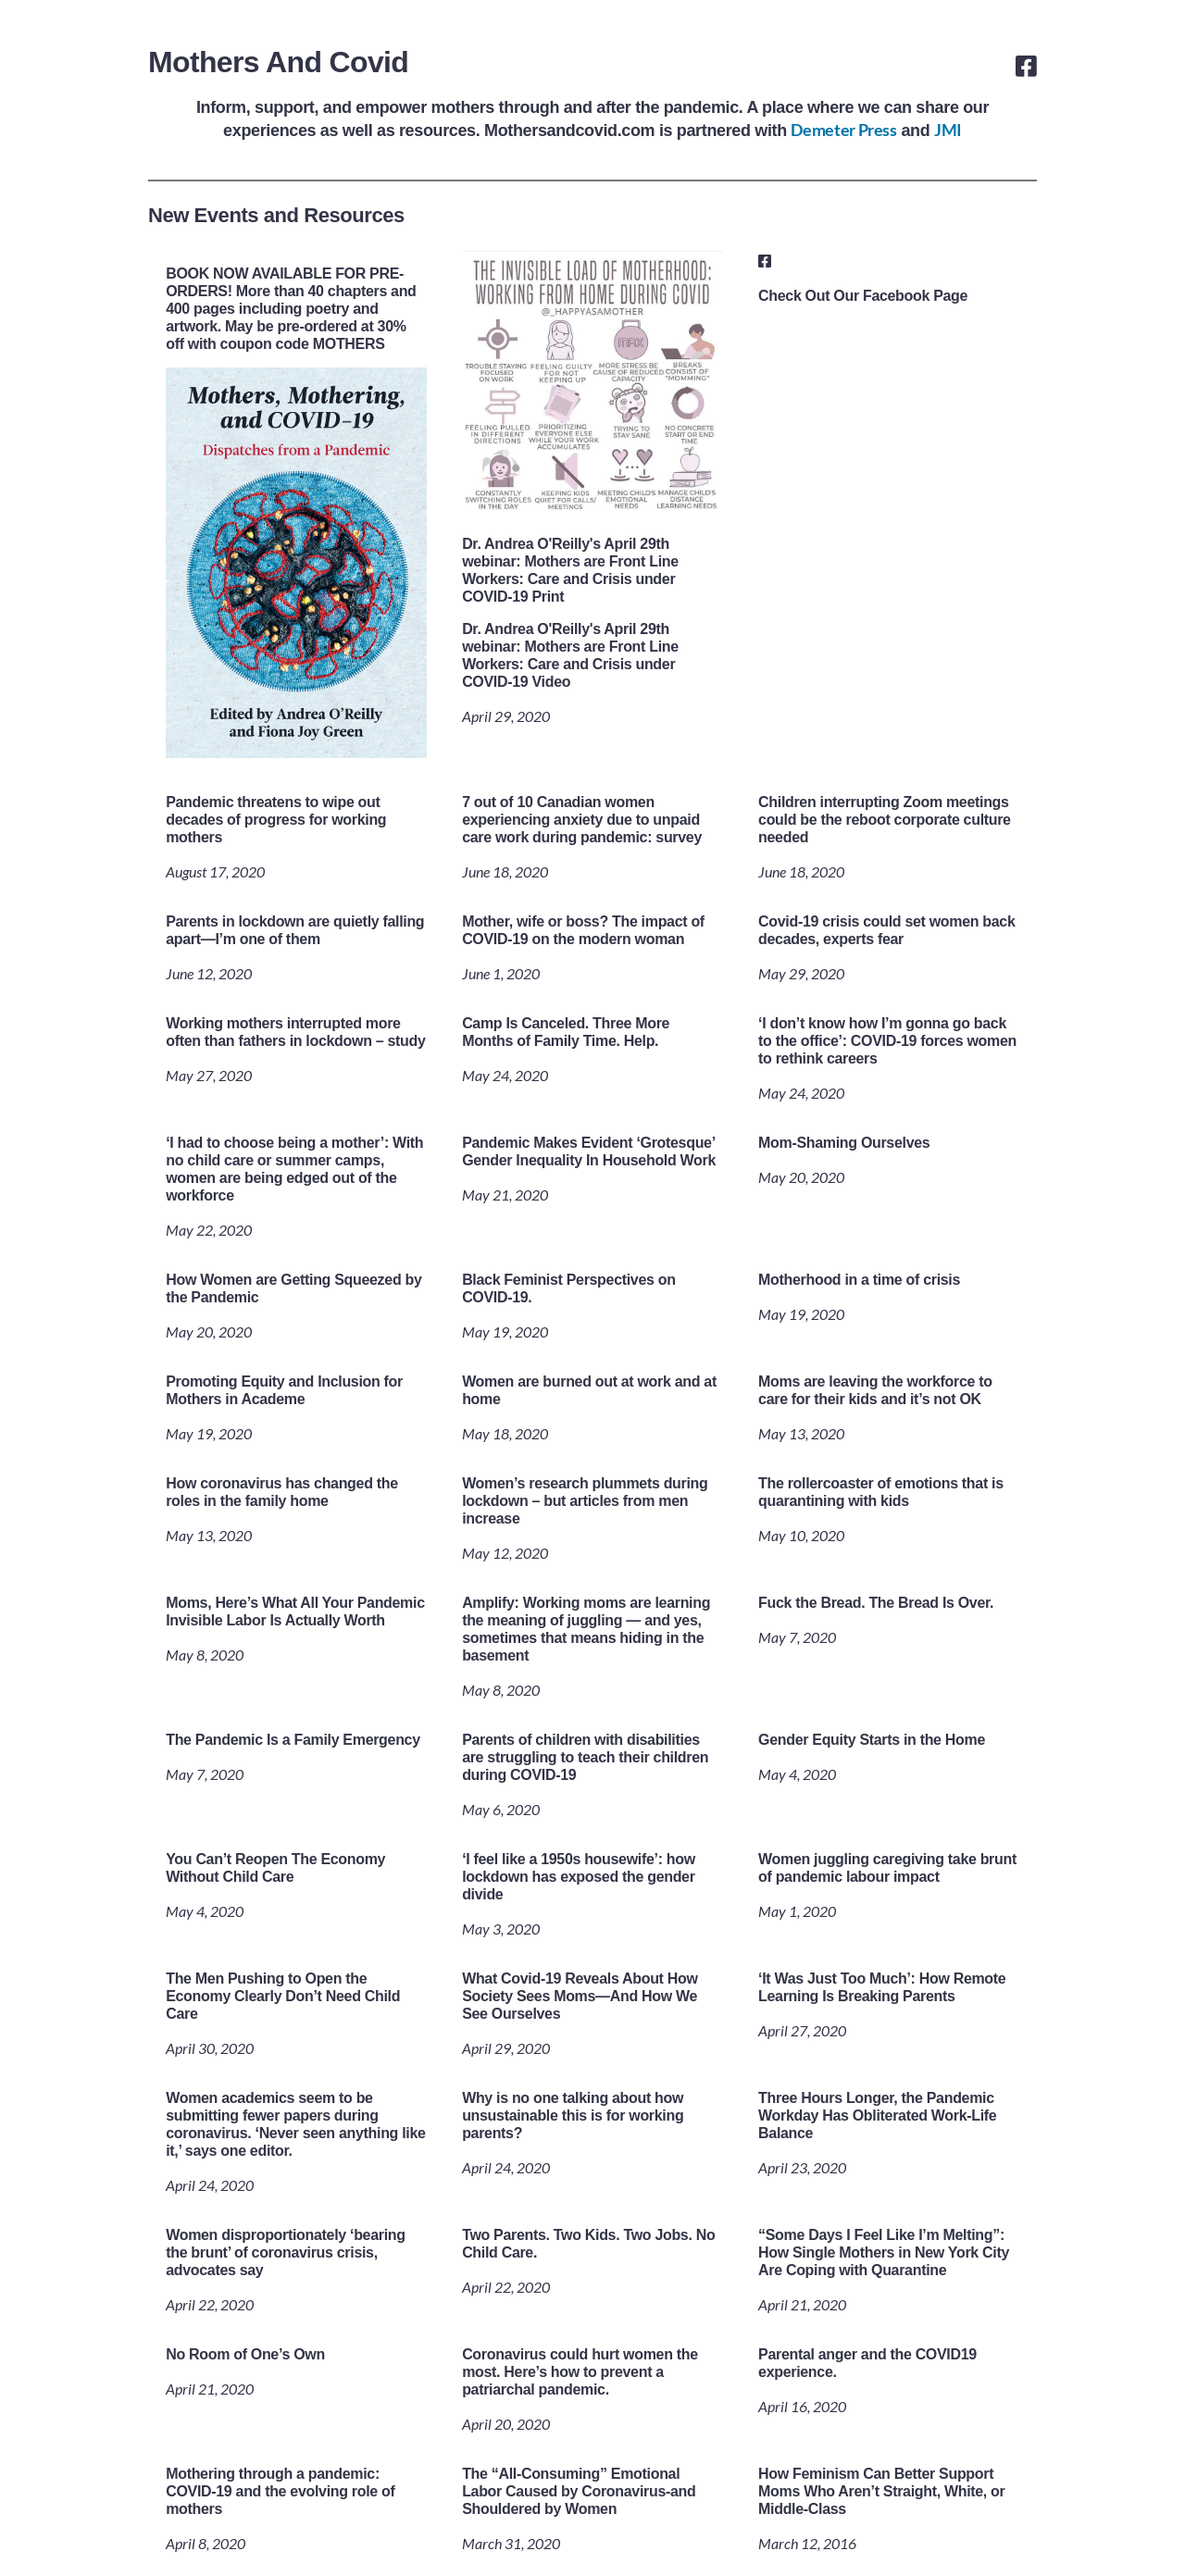 Mothers And Covid
Inform, support, and empower mothers through and after the pandemic. A place where we can share our
experiences as well as resources. Mothersandcovid.com is partnered with Demeter Press and JMI
New Events and Resources
BOOK NOW AVAILABLE FOR PRE-
ORDERS! More than 40 chapters and
400 pages including poetry and
artwork. May be pre-ordered at 30%
off with coupon code MOTHERS
Mothers, Mothering,
and COVID-19
Dispatches from a Pandemic
Edited by Andrea O'Reilly
and Fiona Joy Green
THE INVISIBLE LOAD OF MOTHERHOOD:
WORKING FROM HOME DURING COVID
@_HAPPYASAMOTHER
TROUBLE STAYING
FOCUSED
ON WORK
FEELING GUILTY
FOR NOT
KEEPING UP
MAX
MORE STRESS BE
CAUSE OF REDUCED
CAPACITY
BREAKS
CONSIST OF
"MOMMING"
FEELING PULLED
IN DIFFERENT
DIRECTIONS
PRIORITIZING
EVERYONE ELSE
WHILE YOUR WORK
ACCUMULATES
TRYING TO
STAY SANE
NO CONCRETE
START OR END
TIME
CONSTANTLY
SWITCHING ROLES
IN THE DAY
KEEPING KIDS
QUIET FOR CALLS/
MEETINGS
MEETING CHILD'S
EMOTIONAL
NEEDS
MANAGE CHILD'S
DISTANCE
LEARNING NEEDS
Dr. Andrea O'Reilly's April 29th
webinar: Mothers are Front Line
Workers: Care and Crisis under
COVID-19 Print
Dr. Andrea O'Reilly's April 29th
webinar: Mothers are Front Line
Workers: Care and Crisis under
COVID-19 Video
April 29, 2020
Check Out Our Facebook Page
Pandemic threatens to wipe out
decades of progress for working
mothers
August 17, 2020
7 out of 10 Canadian women
experiencing anxiety due to unpaid
care work during pandemic: survey
June 18, 2020
Children interrupting Zoom meetings
could be the reboot corporate culture
needed
June 18, 2020
Parents in lockdown are quietly falling
apart—I’m one of them
June 12, 2020
Mother, wife or boss? The impact of
COVID-19 on the modern woman
June 1, 2020
Covid-19 crisis could set women back
decades, experts fear
May 29, 2020
Working mothers interrupted more
often than fathers in lockdown – study
May 27, 2020
Camp Is Canceled. Three More
Months of Family Time. Help.
May 24, 2020
‘I don’t know how I’m gonna go back
to the office’: COVID-19 forces women
to rethink careers
May 24, 2020
‘I had to choose being a mother’: With
no child care or summer camps,
women are being edged out of the
workforce
May 22, 2020
Pandemic Makes Evident ‘Grotesque’
Gender Inequality In Household Work
May 21, 2020
Mom-Shaming Ourselves
May 20, 2020
How Women are Getting Squeezed by
the Pandemic
May 20, 2020
Black Feminist Perspectives on
COVID-19.
May 19, 2020
Motherhood in a time of crisis
May 19, 2020
Promoting Equity and Inclusion for
Mothers in Academe
May 19, 2020
Women are burned out at work and at
home
May 18, 2020
Moms are leaving the workforce to
care for their kids and it’s not OK
May 13, 2020
How coronavirus has changed the
roles in the family home
May 13, 2020
Women’s research plummets during
lockdown – but articles from men
increase
May 12, 2020
The rollercoaster of emotions that is
quarantining with kids
May 10, 2020
Moms, Here’s What All Your Pandemic
Invisible Labor Is Actually Worth
May 8, 2020
Amplify: Working moms are learning
the meaning of juggling — and yes,
sometimes that means hiding in the
basement
May 8, 2020
Fuck the Bread. The Bread Is Over.
May 7, 2020
The Pandemic Is a Family Emergency
May 7, 2020
Parents of children with disabilities
are struggling to teach their children
during COVID-19
May 6, 2020
Gender Equity Starts in the Home
May 4, 2020
You Can’t Reopen The Economy
Without Child Care
May 4, 2020
‘I feel like a 1950s housewife’: how
lockdown has exposed the gender
divide
May 3, 2020
Women juggling caregiving take brunt
of pandemic labour impact
May 1, 2020
The Men Pushing to Open the
Economy Clearly Don’t Need Child
Care
April 30, 2020
What Covid-19 Reveals About How
Society Sees Moms—And How We
See Ourselves
April 29, 2020
‘It Was Just Too Much’: How Remote
Learning Is Breaking Parents
April 27, 2020
Women academics seem to be
submitting fewer papers during
coronavirus. ‘Never seen anything like
it,’ says one editor.
April 24, 2020
Why is no one talking about how
unsustainable this is for working
parents?
April 24, 2020
Three Hours Longer, the Pandemic
Workday Has Obliterated Work-Life
Balance
April 23, 2020
Women disproportionately ‘bearing
the brunt’ of coronavirus crisis,
advocates say
April 22, 2020
Two Parents. Two Kids. Two Jobs. No
Child Care.
April 22, 2020
“Some Days I Feel Like I’m Melting”:
How Single Mothers in New York City
Are Coping with Quarantine
April 21, 2020
No Room of One’s Own
April 21, 2020
Coronavirus could hurt women the
most. Here’s how to prevent a
patriarchal pandemic.
April 20, 2020
Parental anger and the COVID19
experience.
April 16, 2020
Mothering through a pandemic:
COVID-19 and the evolving role of
mothers
April 8, 2020
The “All-Consuming” Emotional
Labor Caused by Coronavirus-and
Shouldered by Women
March 31, 2020
How Feminism Can Better Support
Moms Who Aren’t Straight, White, or
Middle-Class
March 12, 2016